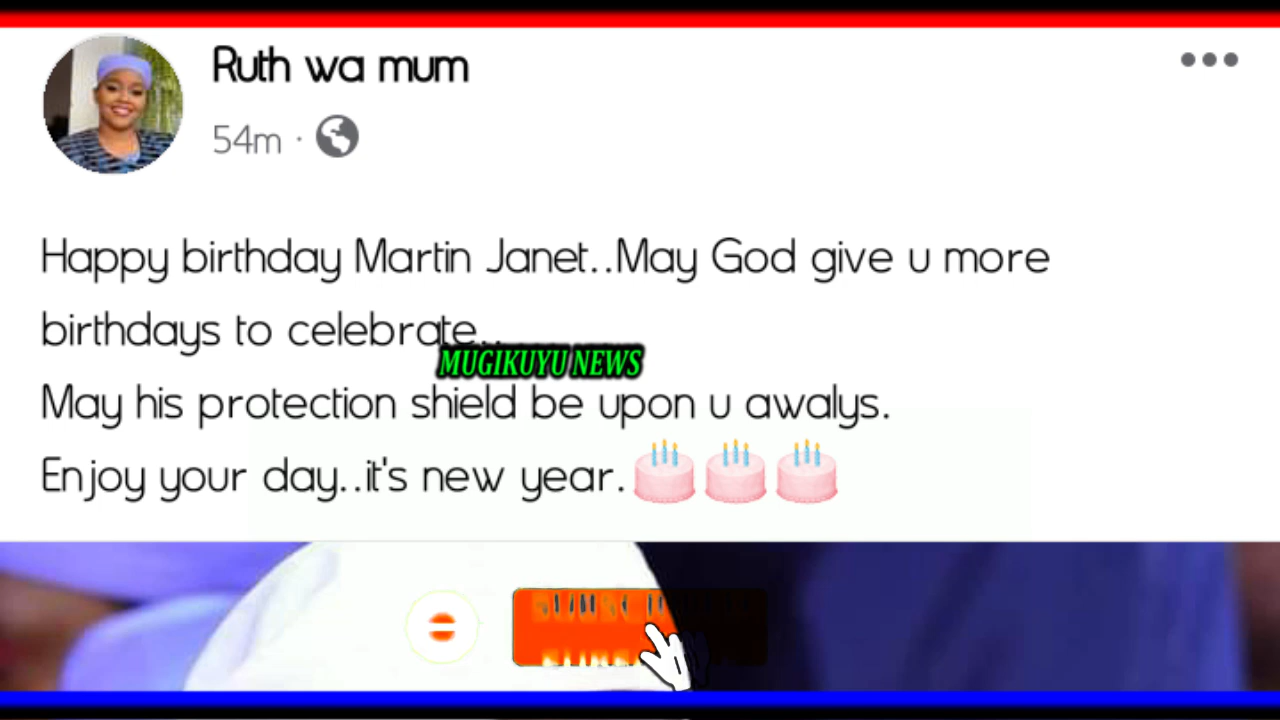 Ruth wa mum
54m ·
Happy birthday Martin Janet..May God give u more
birthdays to celebrate..
MUGIKUYU NEWS
May his protection shield be upon u awalys.
Enjoy your day..it's new year.